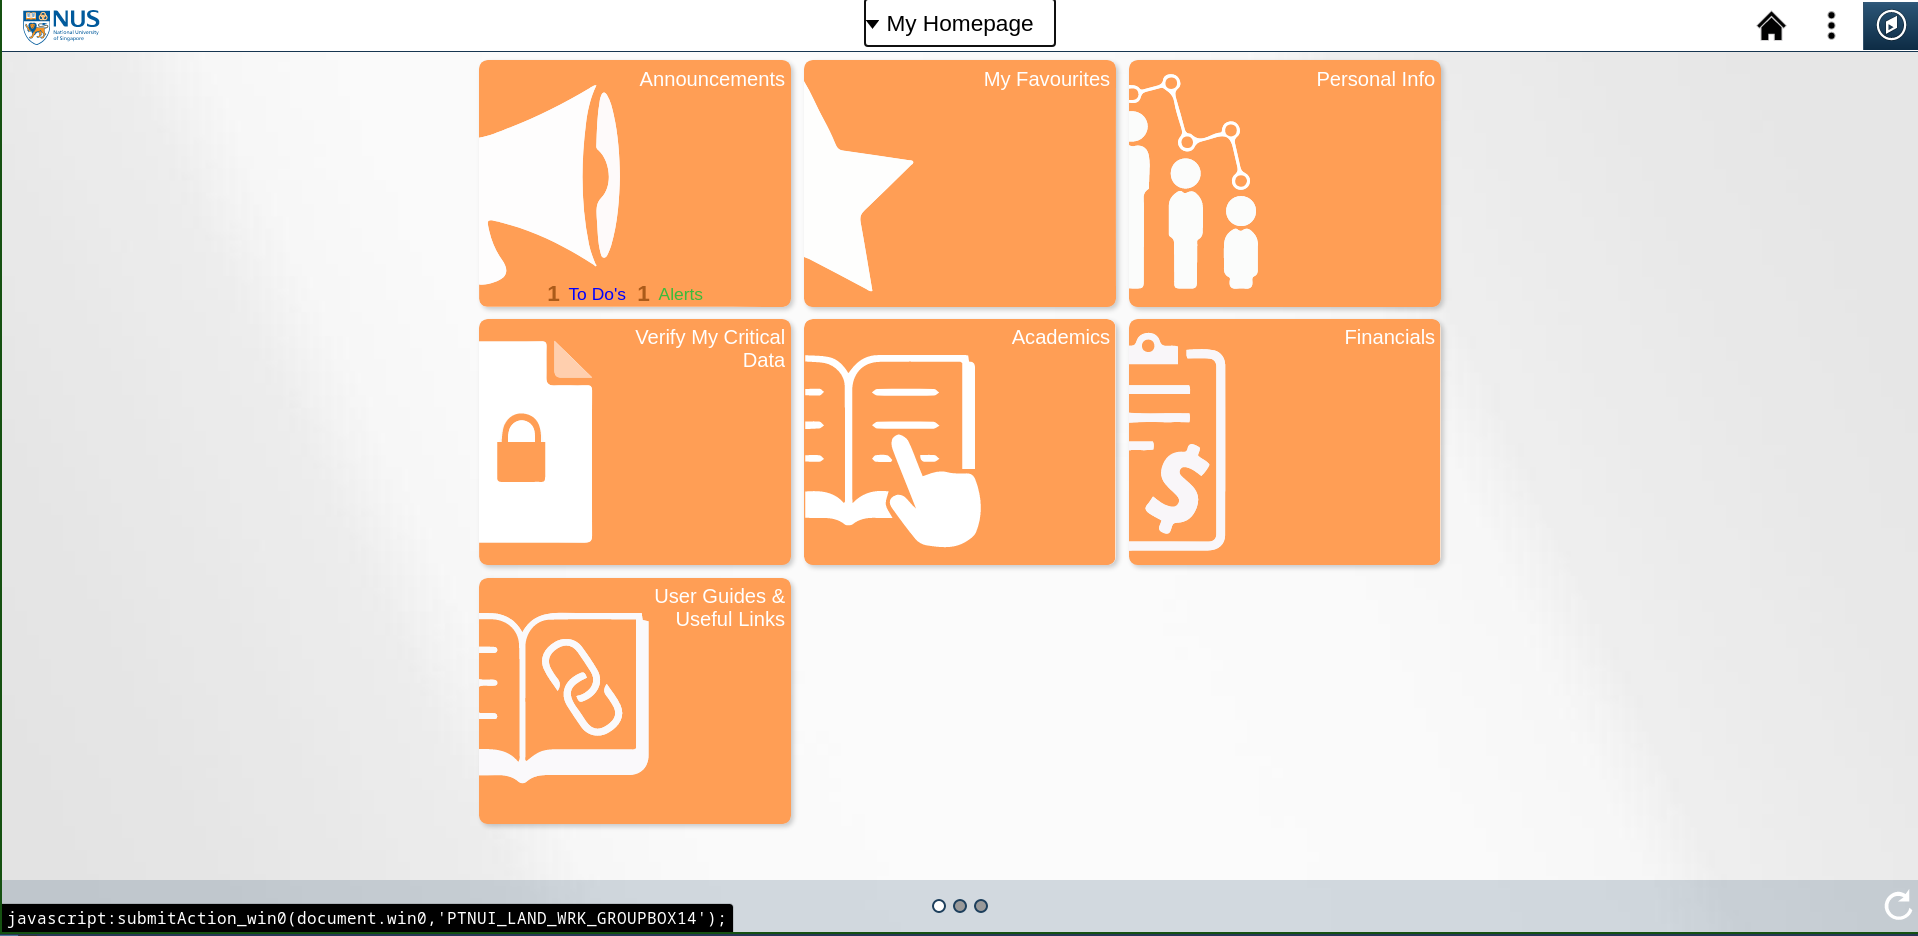 NUS
National University
of Singapore
My Homepage
Announcements
1 To Do's 1 Alerts
My Favourites
Personal Info
Verify My Critical
Data
Academics
Financials
User Guides &
Useful Links
javascript:submitAction_win0(document.win0,'PTNUI_LAND_WRK_GROUPBOX14');